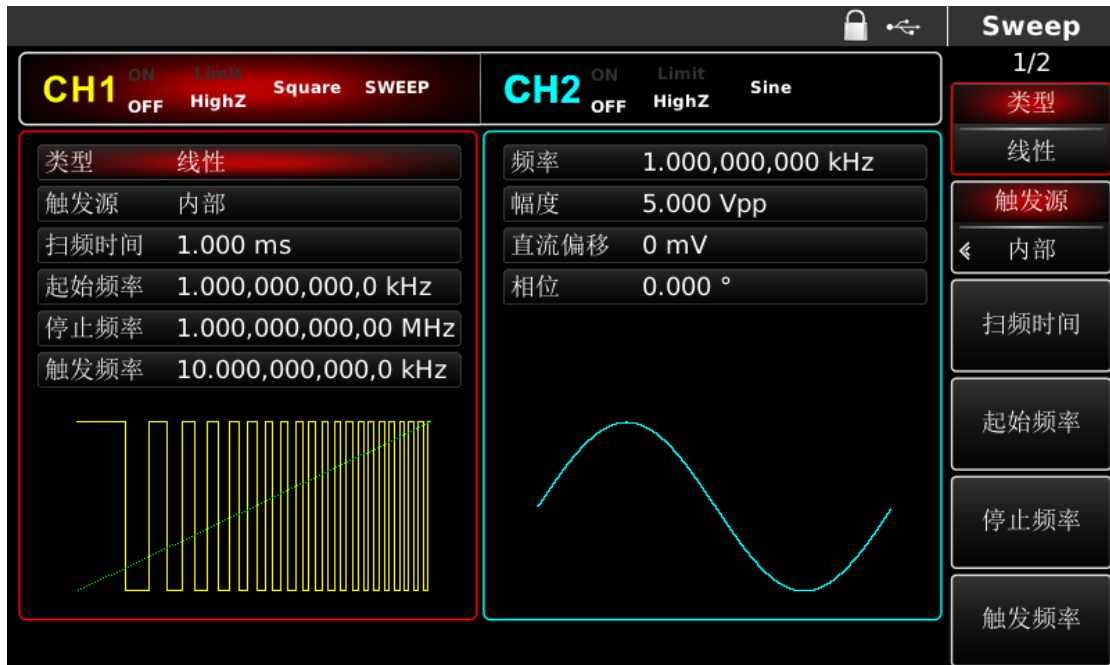 Sweep
1/2
CH1 ON OFF Limit HighZ Square SWEEP
CH2 ON OFF Limit HighZ Sine
类型 线性
触发源 内部
扫频时间 1.000 ms
起始频率 1.000,000,000,0 kHz
停止频率 1.000,000,000,00 MHz
触发频率 10.000,000,000,0 kHz
频率 1.000,000,000 kHz
幅度 5.000 Vpp
直流偏移 0 mV
相位 0.000 °
类型
线性
触发源
内部
扫频时间
起始频率
停止频率
触发频率